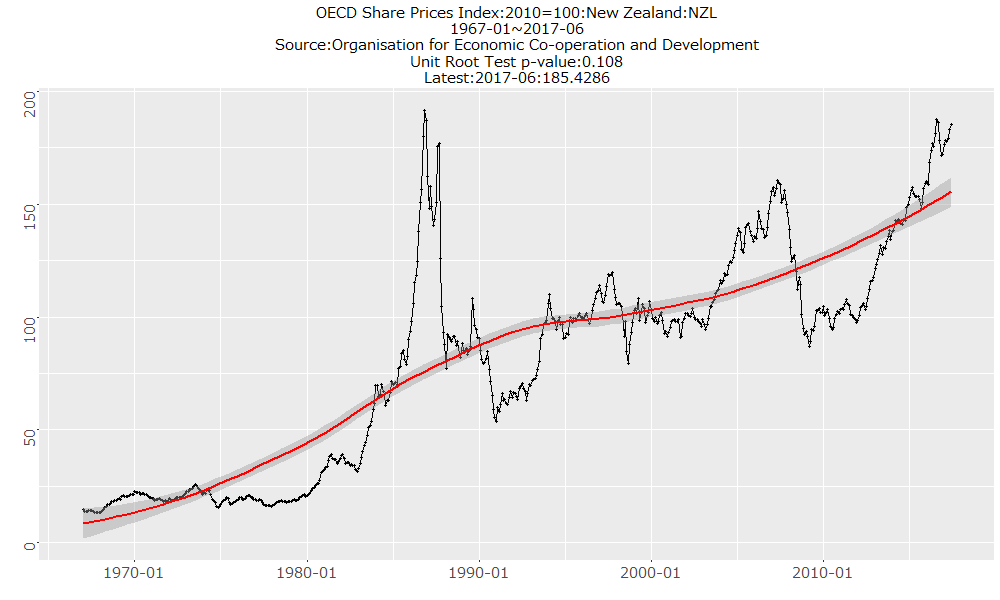 OECD Share Prices Index:2010=100:New Zealand:NZL
1967-01~2017-06
Source:Organisation for Economic Co-operation and Development
Unit Root Test p-value:0.108
Latest:2017-06:185.4286
200
150
100
50
0
1970-01 1980-01 1990-01 2000-01 2010-01